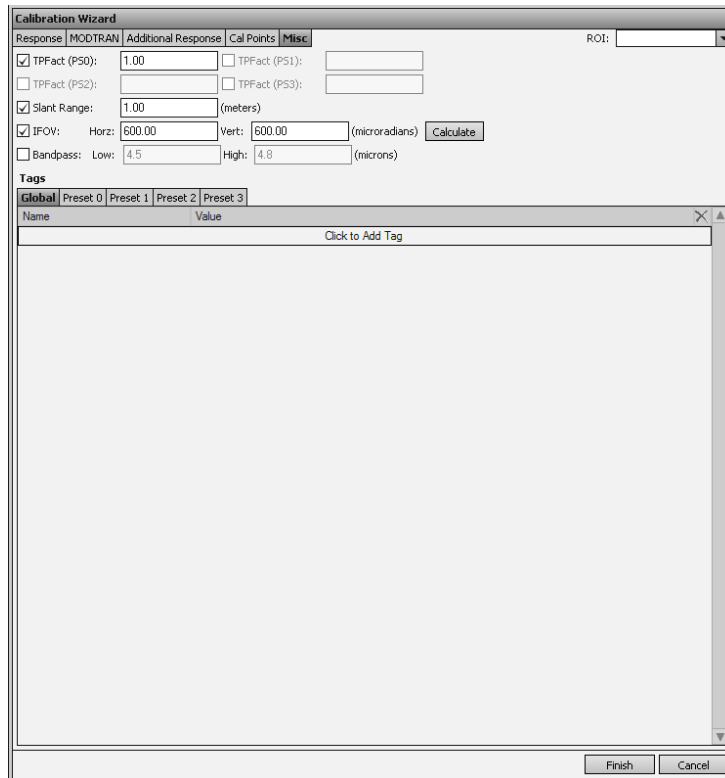 Calibration Wizard
Response MODTRAN Additional Response Cal Points Misc ROI:
TPFact (PS0): 1.00 TPFact (PS1):
TPFact (PS2): TPFact (PS3):
Slant Range: 1.00 (meters)
IFOV: Horz: 600.00 Vert: 600.00 (microradians) Calculate
Bandpass: Low: 4.5 High: 4.8 (microns)
Tags
Global Preset 0 Preset 1 Preset 2 Preset 3
Name Value
Click to Add Tag
Finish Cancel